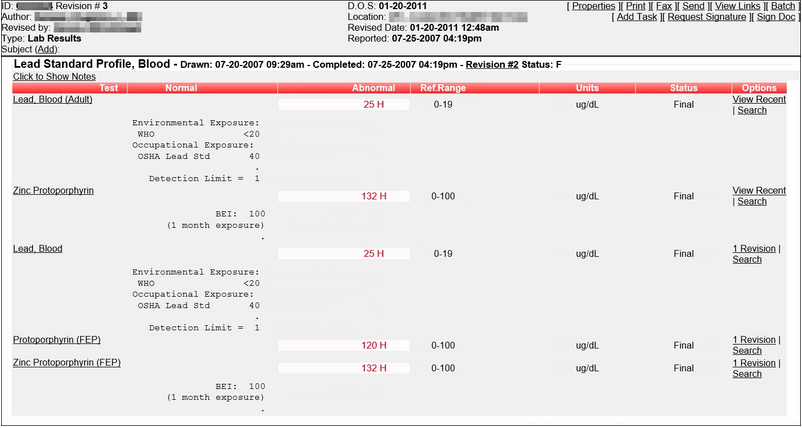 ID: Revision # 3
Author:
Revised by:
Type: Lab Results
Subject (Add):
D.O.S: 01-20-2011
Location:
Revised Date: 01-20-2011 12:48am
Reported: 07-25-2007 04:19pm
[ Properties ][ Print ][ Fax ][ Send ][ View Links ][ Batch ]
[ Add Task ][ Request Signature ][ Sign Doc ]
Lead Standard Profile, Blood - Drawn: 07-20-2007 09:29am - Completed: 07-25-2007 04:19pm - Revision #2 Status: F
Click to Show Notes
Test Normal Abnormal Ref.Range Units Status Options
Lead, Blood (Adult) 25 H 0-19 ug/dL Final View Recent
| Search
Environmental Exposure:
WHO <20
Occupational Exposure:
OSHA Lead Std 40
.
Detection Limit = 1
Zinc Protoporphyrin 132 H 0-100 ug/dL Final View Recent
| Search
BEI: 100
(1 month exposure)
.
Lead, Blood 25 H 0-19 ug/dL Final 1 Revision |
Search
Environmental Exposure:
WHO <20
Occupational Exposure:
OSHA Lead Std 40
.
Detection Limit = 1
Protoporphyrin (FEP) 120 H 0-100 ug/dL Final 1 Revision |
Search
Zinc Protoporphyrin (FEP) 132 H 0-100 ug/dL Final 1 Revision |
Search
BEI: 100
(1 month exposure)
.